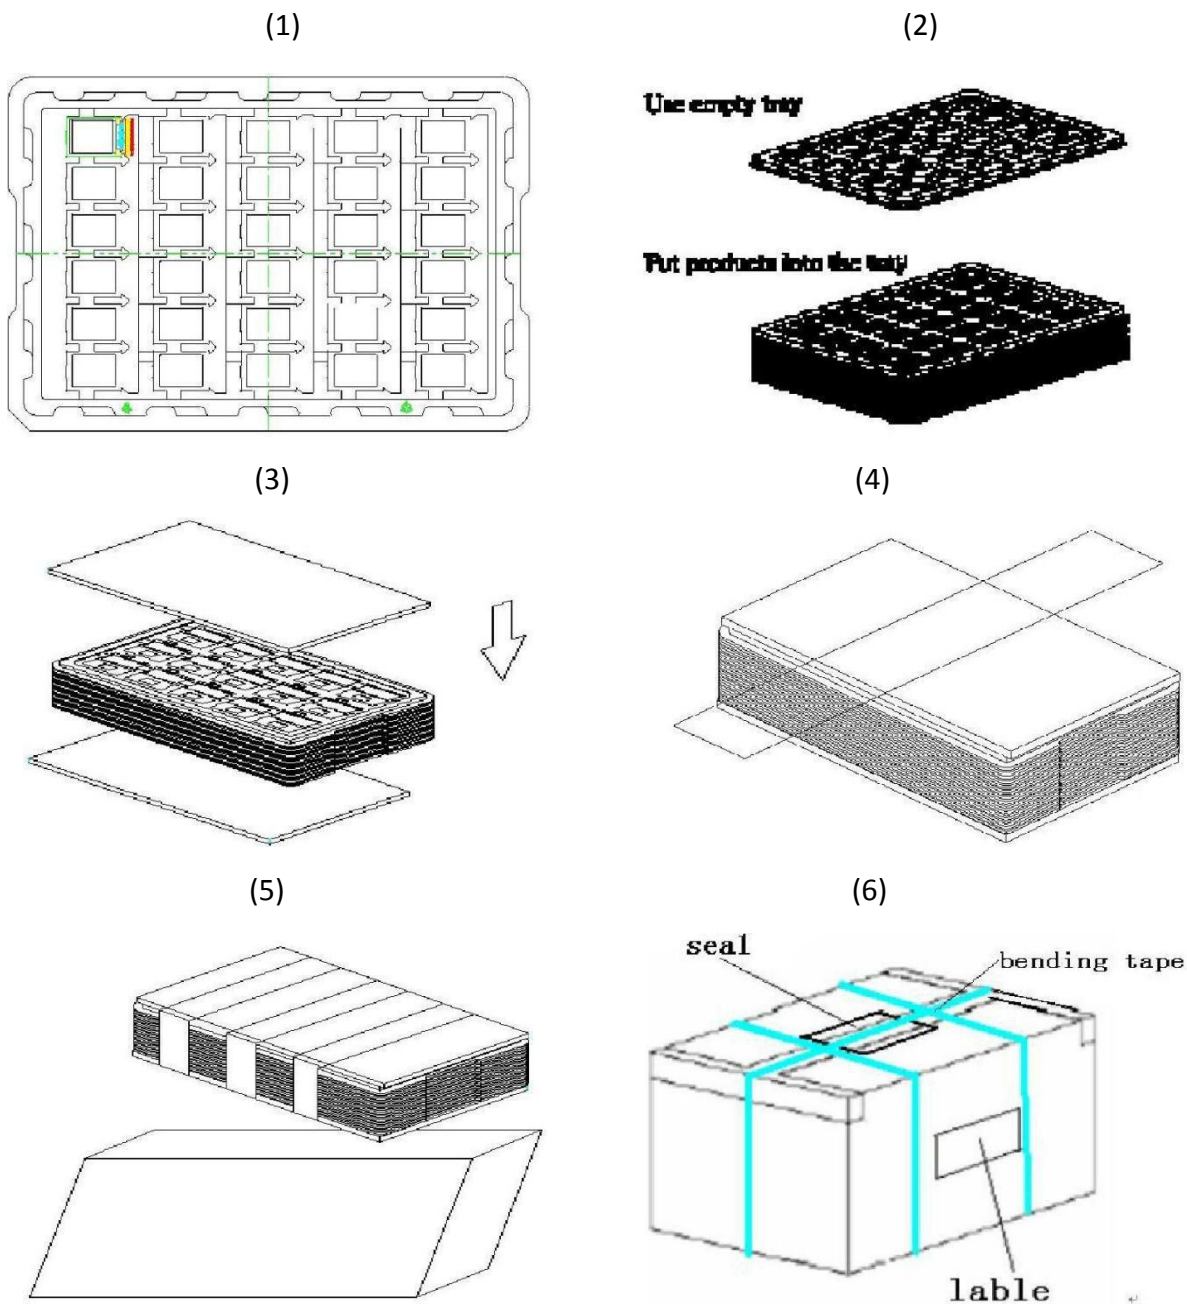 (1)
(2)
Use empty tray
Put products into the tray
(3)
(4)
(5)
(6)
seal
bending tape
lable